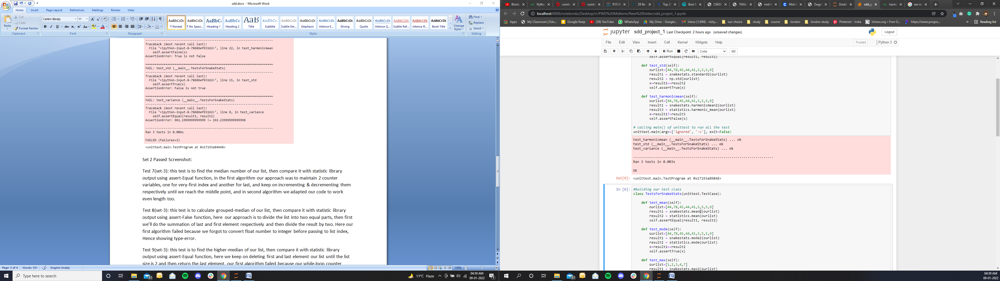 sdd.docx - Microsoft Word
Home Insert Page Layout References Mailings Review View
Paste
Cut
Copy
Format Painter
Clipboard
Calibri (Body) 11
Font
Paragraph
AaBbCcDc AaBbCcDc AaBbC AaBbCc AaB AaBbCc. AaBbCcDc AaBbCcDc AaBbCcDc AaBbCcDc AaBbCcDc AaBbCcDc AaBbCcDc AaBbCcDc AaBbCcDc
¶ Normal ¶ No Spaci... Heading 1 Heading 2 Title Subtitle Subtle Em... Emphasis Intense E... Strong Quote Intense Q... Subtle Ref... Intense R... Book Title
Styles
Change
Styles
Find
Replace
Select
Editing
----------------------------------------------------------------------
Traceback (most recent call last):
File "<ipython-input-8-78686ef93162>", line 22, in test_harmonicmean
self.assertFalse(x)
AssertionError: True is not false
======================================================================
FAIL: test_std (__main__.TestsForSnakeStats)
----------------------------------------------------------------------
Traceback (most recent call last):
File "<ipython-input-8-78686ef93162>", line 15, in test_std
self.assertTrue(x)
AssertionError: False is not true
======================================================================
FAIL: test_variance (__main__.TestsForSnakeStats)
----------------------------------------------------------------------
Traceback (most recent call last):
File "<ipython-input-8-78686ef93162>", line 8, in test_variance
self.assertEqual(result1, result2)
AssertionError: 961.1999999999999 != 192.23999999999998
----------------------------------------------------------------------
Ran 3 tests in 0.006s
FAILED (failures=3)
<unittest.main.TestProgram at 0x17193a84648>
Set 2 Passed Screenshot:
Test 7(set-3): this test is to find the median number of our list, then compare it with statistic library
output using assert-Equal function, in the first algorithm our approach was to maintain 2 counter
variables, one for very-first index and another for last, and keep on incrementing & decrementing them
respectively until we reach the middle point, and in second algorithm we adapted our code to work
even length too.
Test 8(set-3): this test is to calculate grouped-median of our list, then compare it with statistic library
output using assert-False function, here our approach is to divide the list into two equal parts, then first
we'll do the summation of last and first element respectively and then divide the result by two. Here our
first algorithm failed because we forgot to convert float number to integer before passing to list index,
Hence showing type-error.
Test 9(set-3): this test is to find the higher-median of our list, then compare it with statistic library
output using assert-Equal function, here we keep on deleting first and last element our list until the list
size is 2 and then return the last element, our first algorithm failed because our while-loop counter
Page: 3 of 4 Words: 551 English (India) 130%
Type here to search
33
11°C Haze
04:39 AM
09-01-2022
Block Pytho comb comb 915 M 29 Be Top 2 Best M CM20 1NGm mid-t Mid-t Zwgs Deskt sdd_p harm we re
localhost:8888/notebooks/Desktop/rr/PWD%20Midterm/New%20folder/sdd_project_1.ipynb
Apps My Classroom | Edu... Google Keep (58) YouTube WhatsApp My Drive - Google... Inbox (1,694) - rishy... our choice study course london london study Pinterest - India lichess.org • Free O... https://www.progra... Reading list
jupyter sdd_project_1 Last Checkpoint: 2 hours ago (unsaved changes) Logout
File Edit View Insert Cell Kernel Widgets Help Trusted Python 3
Run Code
self.assertEqual(result1, result2)
def test_std(self):
ourlist=[44,78,45,44,41,5,5,5,9]
result1 = snakestats.standard2(ourlist)
result2 = np.std(ourlist)
x=result1==result2
self.assertTrue(x)
def test_harmonicmean(self):
ourlist=[44,78,45,44,41,5,5,5,9]
result1 = snakestats.harmonicmean2(ourlist)
result3 = statistics.harmonic_mean(ourlist)
x=result1!=result3
self.assertFalse(x)
# calling main() of unittest to run all the test
unittest.main(argv=['ignored', '-v'], exit=False)
test_harmonicmean (__main__.TestsForSnakeStats) ... ok
test_std (__main__.TestsForSnakeStats) ... ok
test_variance (__main__.TestsForSnakeStats) ... ok
----------------------------------------------------------------------
Ran 3 tests in 0.003s
OK
Out[9]: <unittest.main.TestProgram at 0x17193a89848>
In [6]: #building our test class
class TestsForSnakeStats(unittest.TestCase):
def test_mean(self):
ourlist=[44,78,45,44,41,5,5,5,9]
result1 = snakestats.mean2(ourlist)
result2 = statistics.mean(ourlist)
self.assertEqual(result1, result2)
def test_mode(self):
ourlist=[44,78,45,44,41,5,5,5,9]
result1 = snakestats.mode2(ourlist)
result2 = statistics.mode(ourlist)
x=result1==result2
self.assertTrue(x)
def test_max(self):
ourlist=[1,2,3,4,7]
result1 = snakestats.max2(ourlist)
33
04:39 AM
09-01-2022